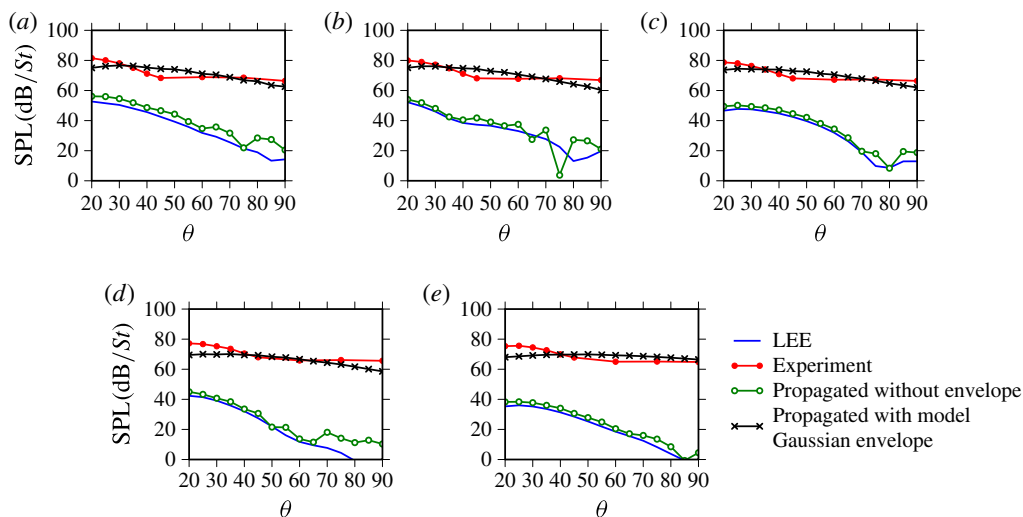 (a)
(b)
(c)
SPL(dB/St)
100
80
60
40
20
0
20 30 40 50 60 70 80 90
θ
100
80
60
40
20
0
20 30 40 50 60 70 80 90
θ
100
80
60
40
20
0
20 30 40 50 60 70 80 90
θ
(d)
(e)
SPL(dB/St)
100
80
60
40
20
0
20 30 40 50 60 70 80 90
θ
SPL(dB/St)
100
80
60
40
20
0
20 30 40 50 60 70 80 90
θ
LEE
Experiment
Propagated without envelope
Propagated with model
Gaussian envelope